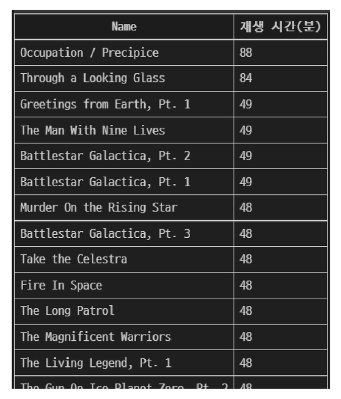 Name 재생 시간(분)
Occupation / Precipice 88
Through a Looking Glass 84
Greetings from Earth, Pt. 1 49
The Man With Nine Lives 49
Battlestar Galactica, Pt. 2 49
Battlestar Galactica, Pt. 1 49
Murder On the Rising Star 48
Battlestar Galactica, Pt. 3 48
Take the Celestra 48
Fire In Space 48
The Long Patrol 48
The Magnificent Warriors 48
The Living Legend, Pt. 1 48
The Gun On Ice Planet Zero, Pt. 2 48